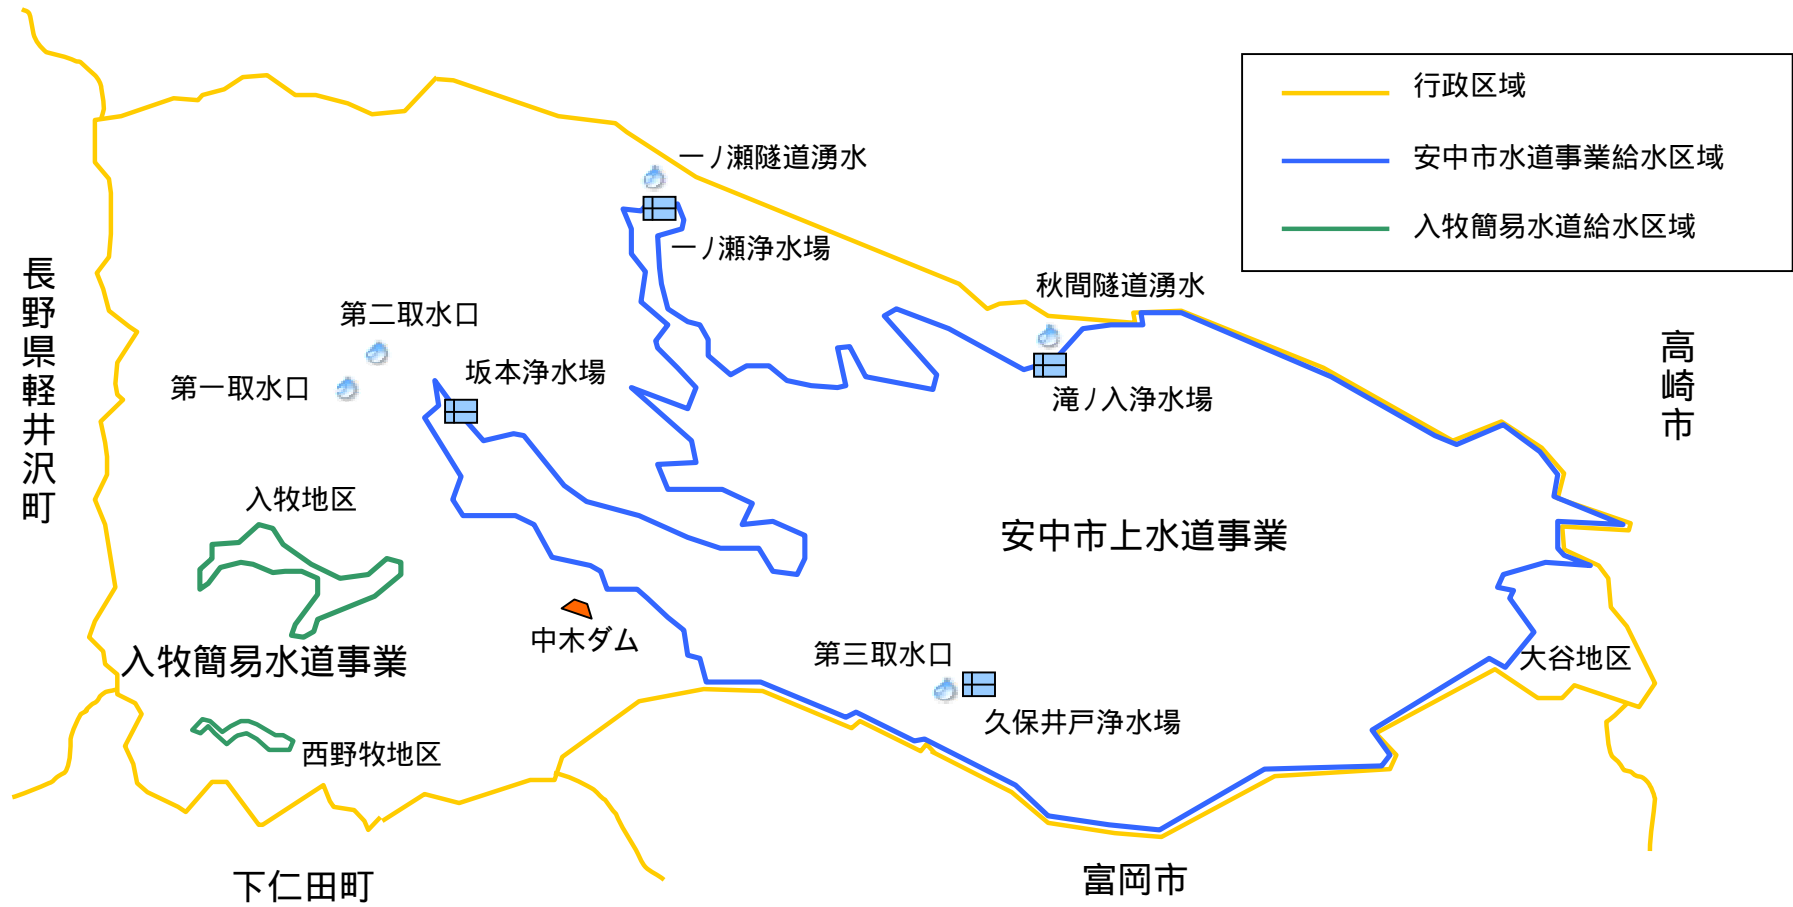 行政区域
安中市水道事業給水区域
入牧簡易水道給水区域
一ノ瀬隧道湧水
一ノ瀬浄水場
秋間隧道湧水
滝ノ入浄水場
長野県軽井沢町
高崎市
第二取水口
第一取水口
坂本浄水場
入牧地区
安中市上水道事業
中木ダム
入牧簡易水道事業
第三取水口
久保井戸浄水場
大谷地区
西野牧地区
下仁田町
富岡市